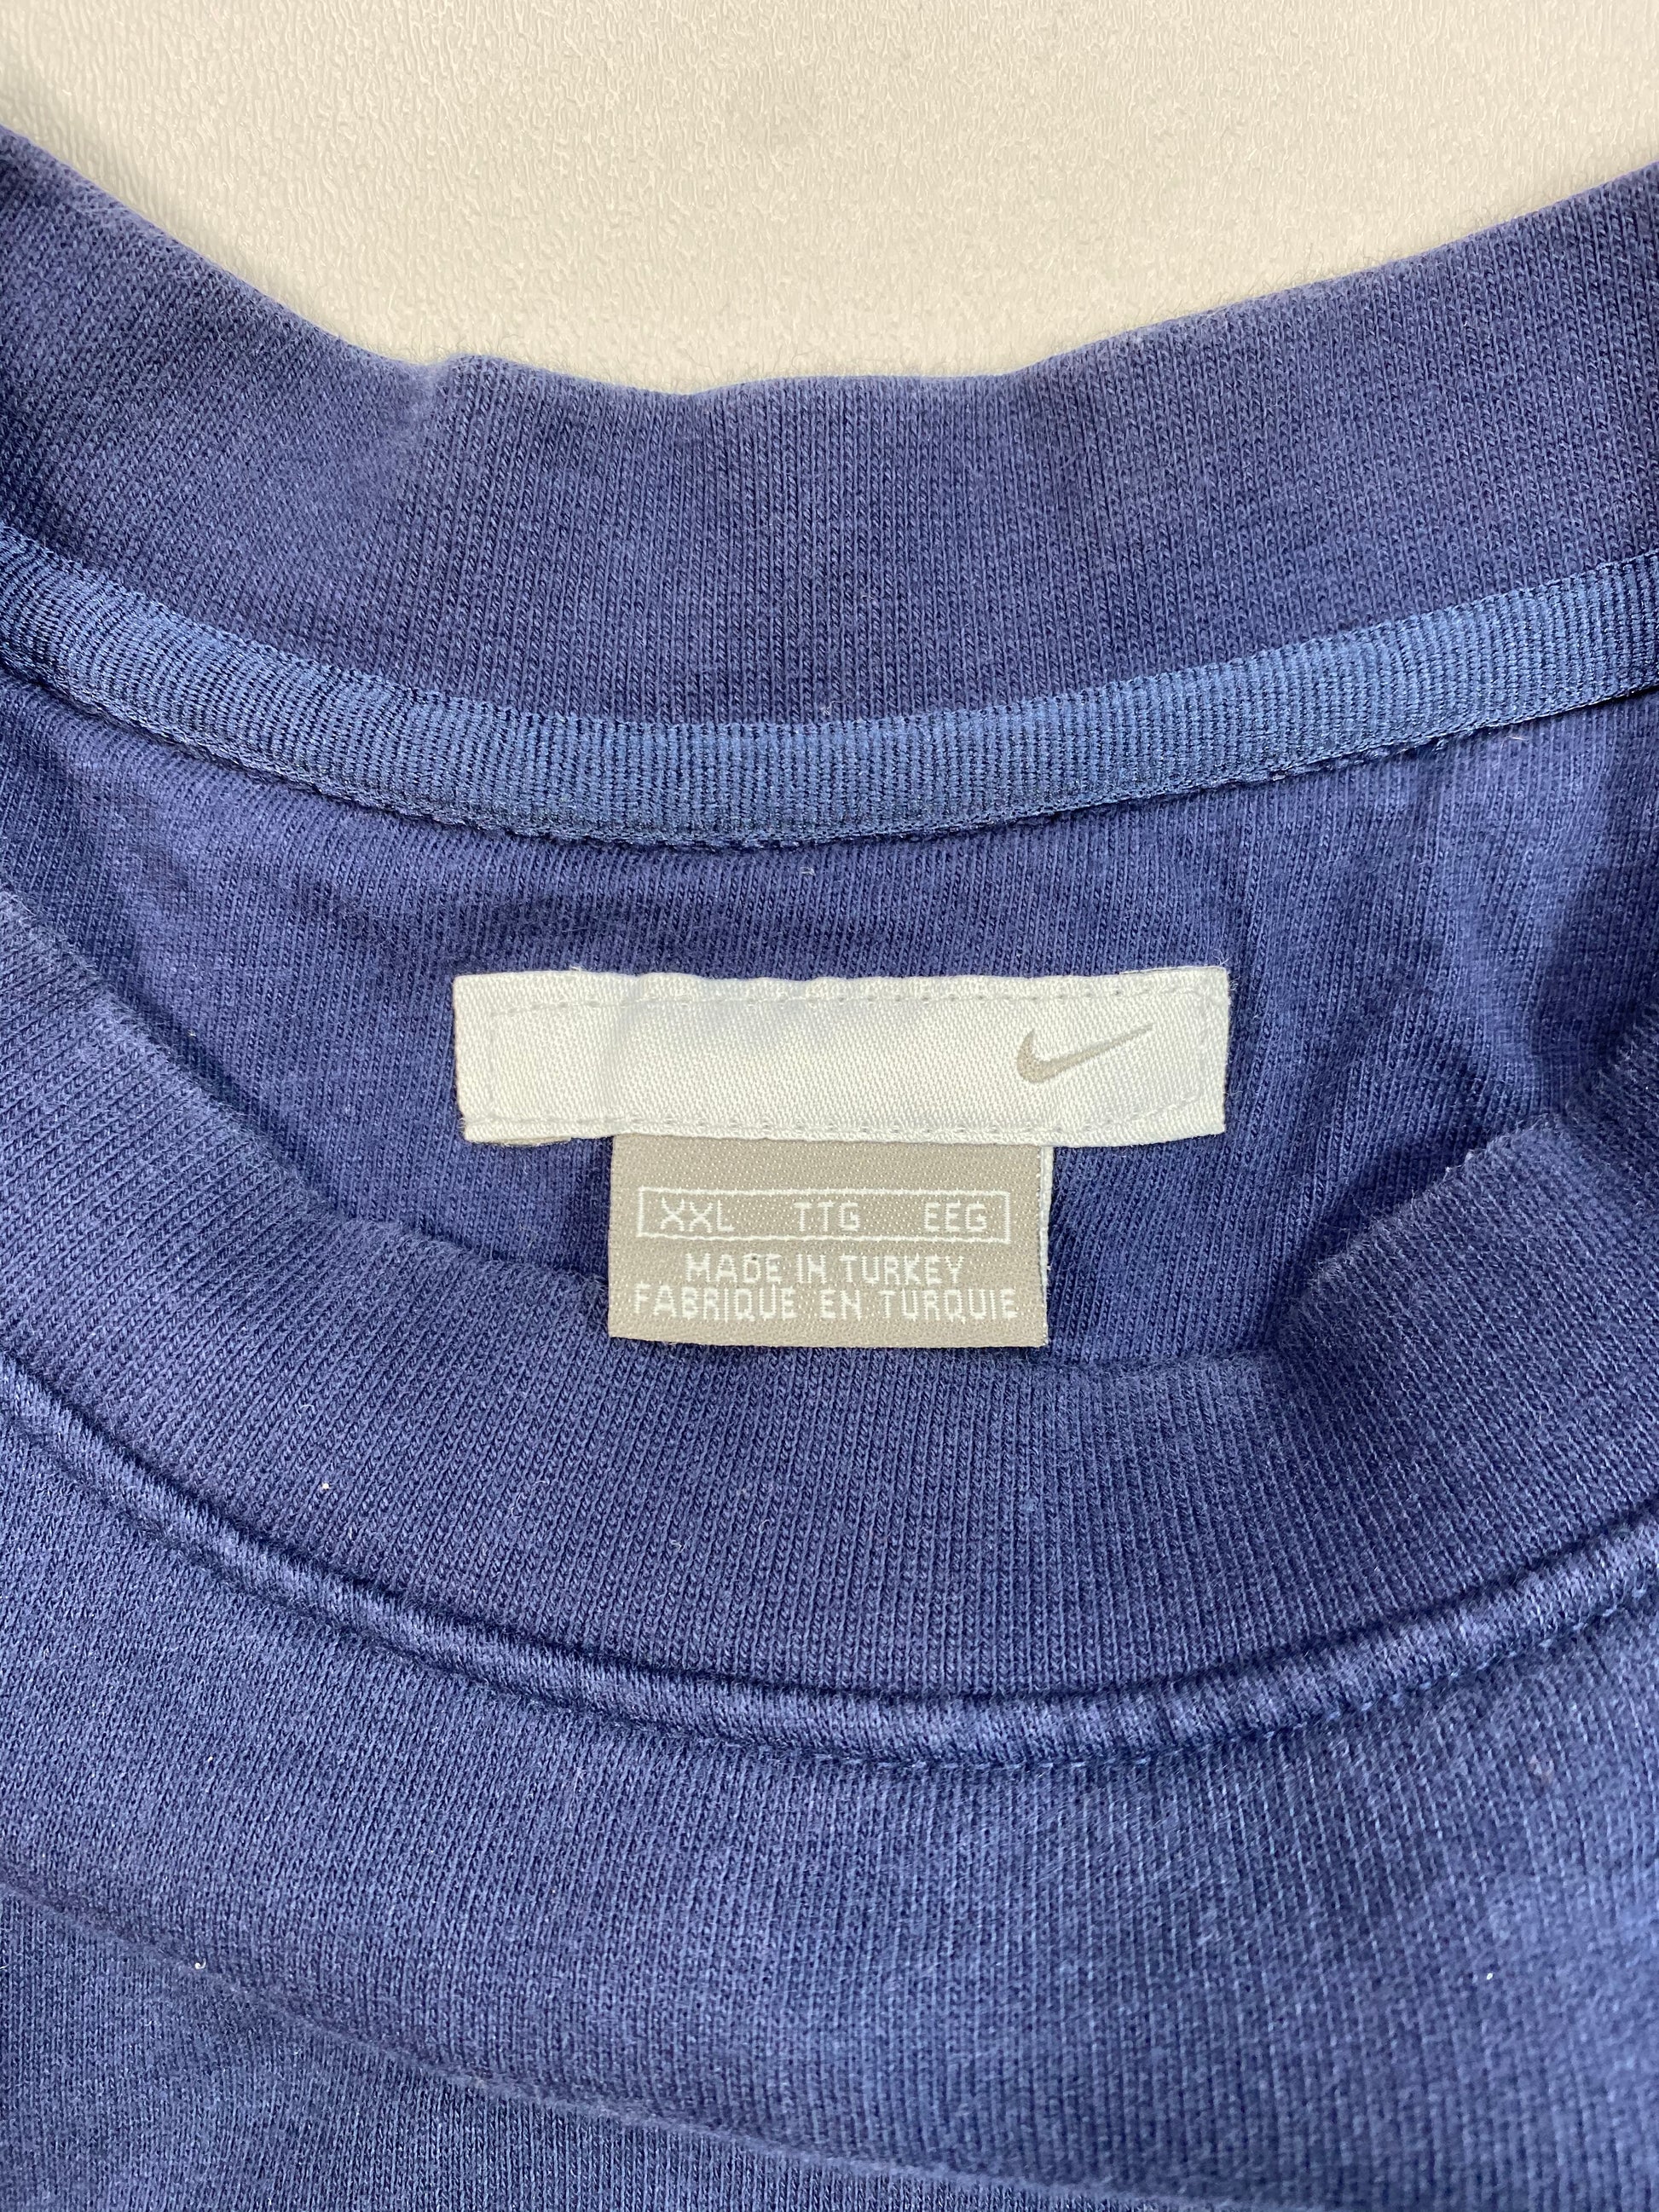 XXL TTG EEG
MADE IN TURKEY
FABRIQUE EN TURQUIE